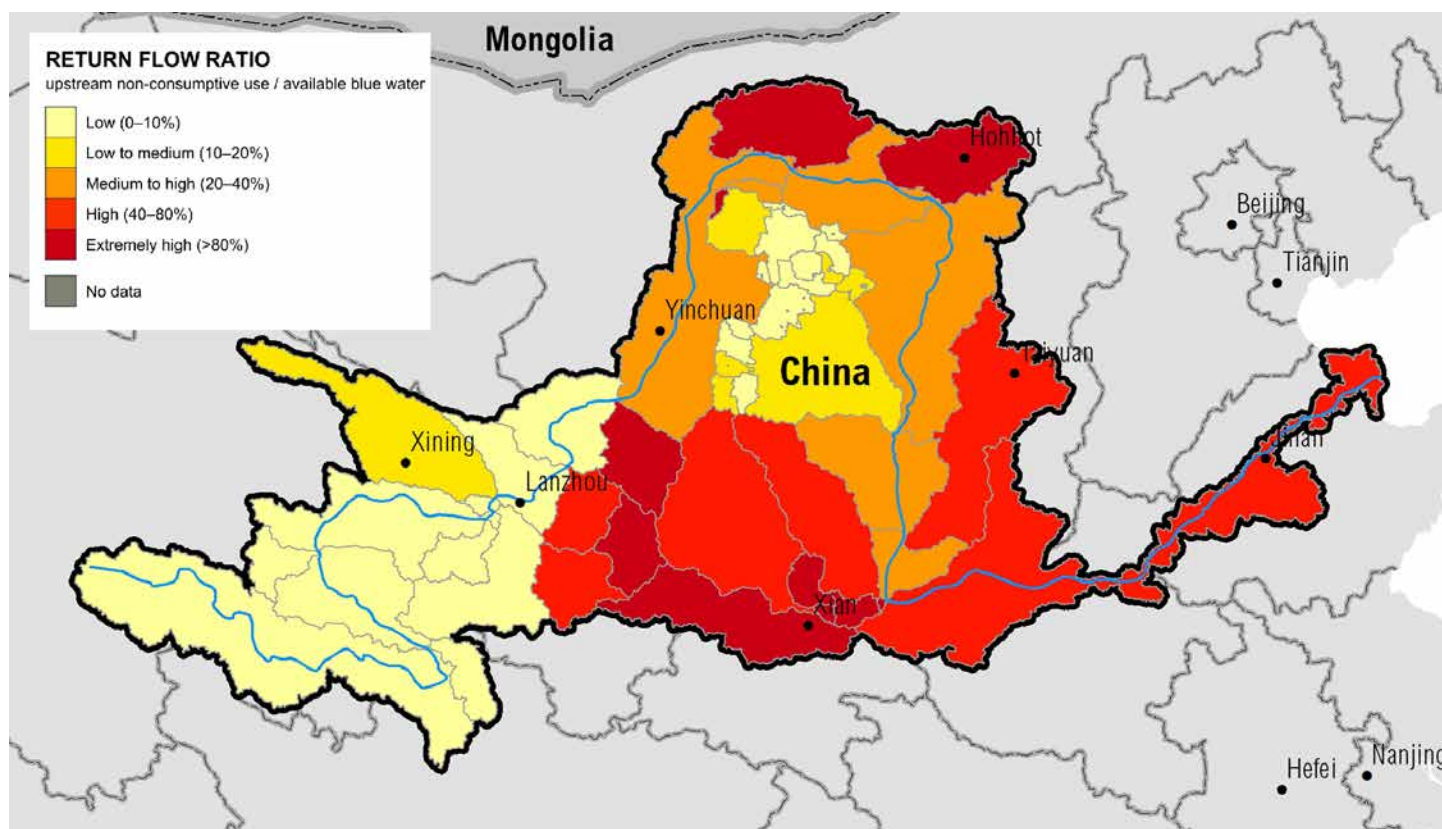 Mongolia
RETURN FLOW RATIO
upstream non-consumptive use / available blue water
Low (0–10%)
Low to medium (10–20%)
Medium to high (20–40%)
High (40–80%)
Extremely high (>80%)
No data
Hohhot
Beijing
Tianjin
Yinchuan
Taiyuan
China
Xining
Jinan
Lanzhou
Xian
Hefei
Nanjing